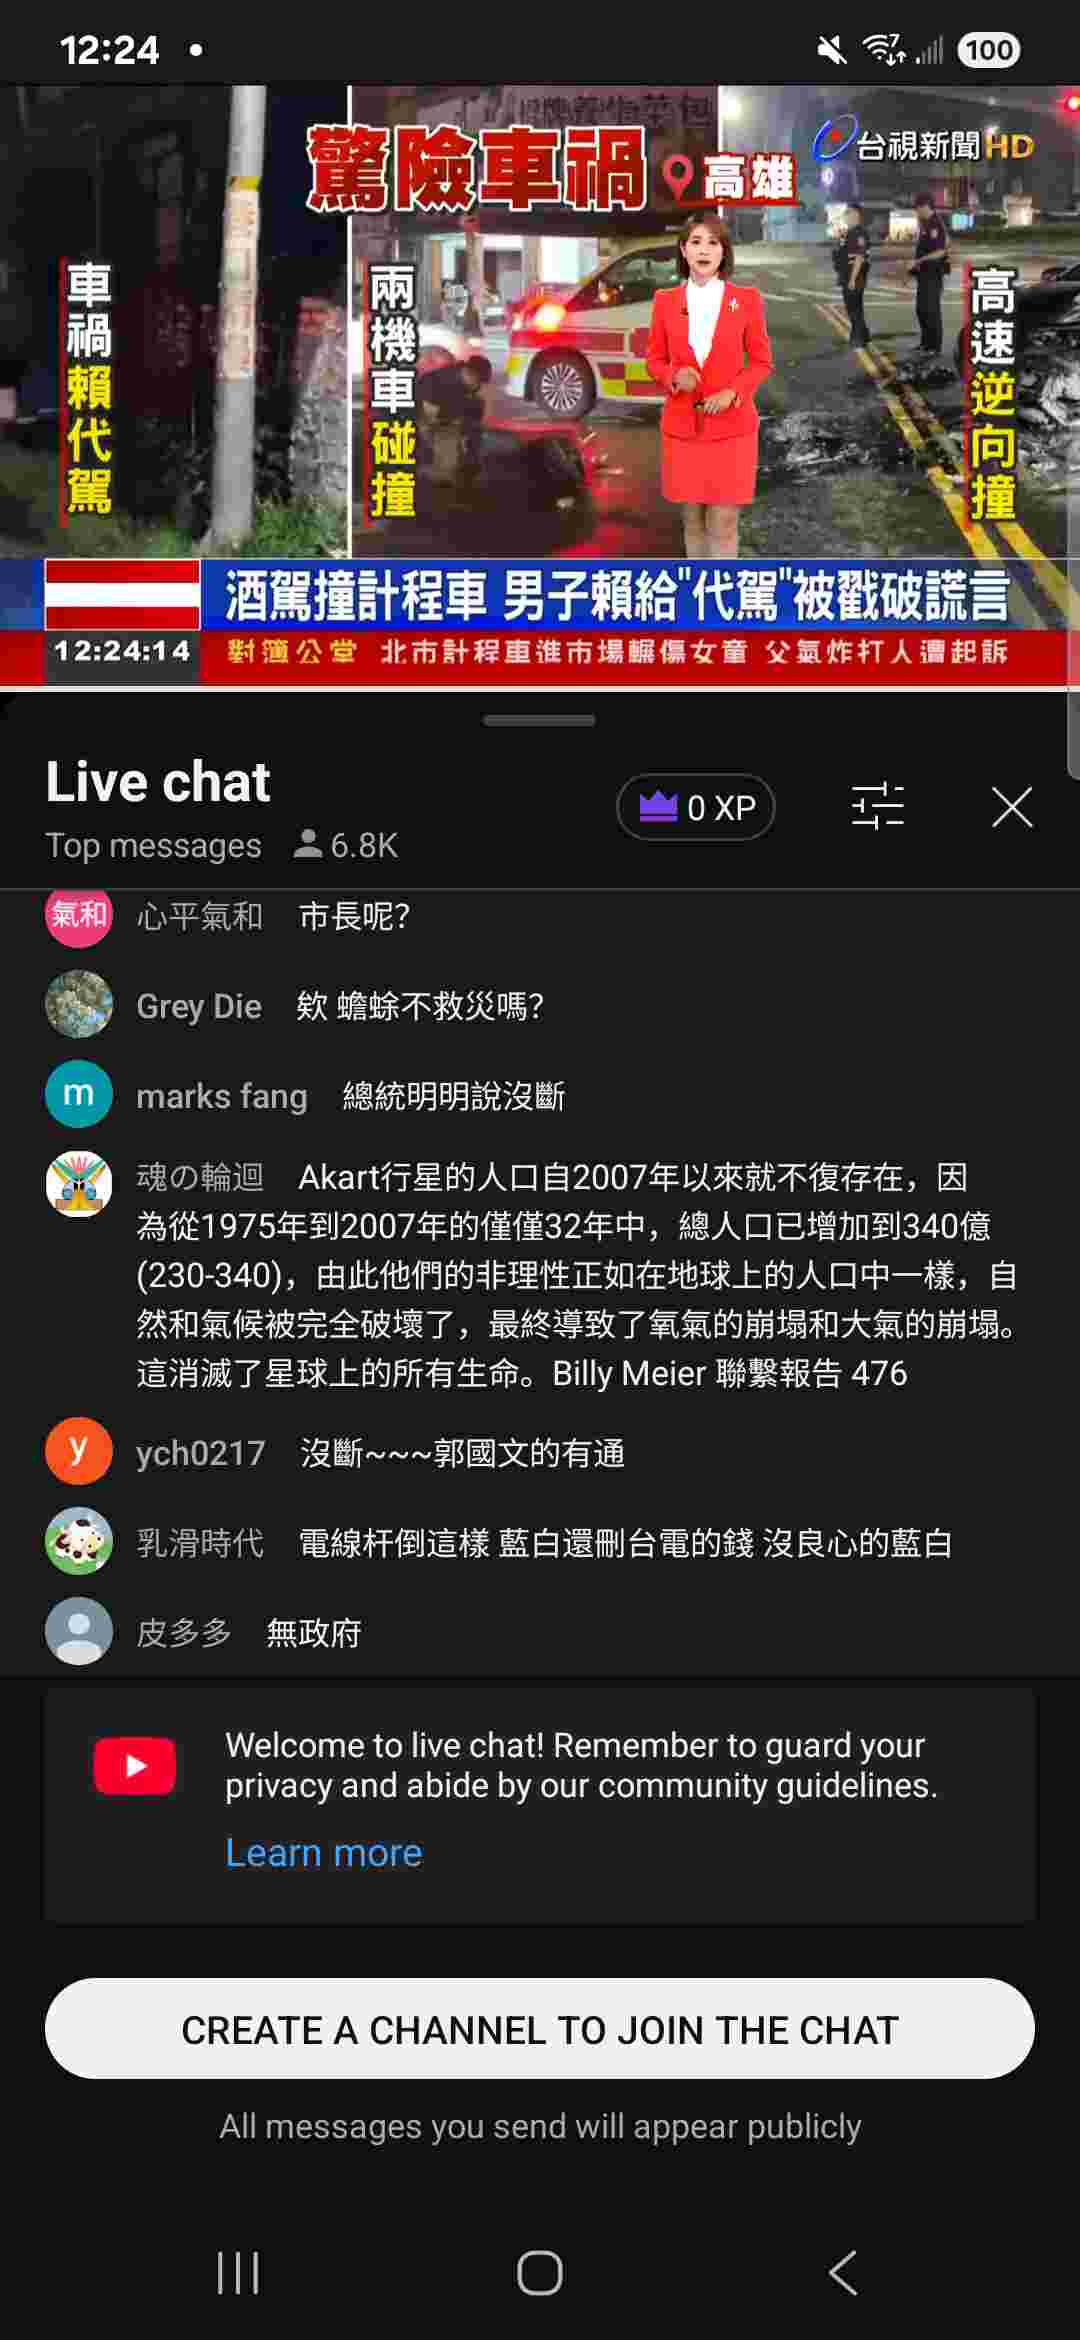 12:24
100
驚險車禍 高雄
台視新聞HD
車禍賴代駕
兩機車碰撞
高速逆向撞
酒駕撞計程車 男子賴給"代駕"被戳破謊言
12:24:14 對簿公堂 北市計程車進市場輾傷女童 父氣炸打人遭起訴
Live chat
0 XP
Top messages 6.8K
氣和 心平氣和 市長呢?
Grey Die 欸 蟾蜍不救災嗎?
m marks fang 總統明明說沒斷
魂の輪迴 Akart行星的人口自2007年以來就不復存在，因
為從1975年到2007年的僅僅32年中，總人口已增加到340億
(230-340)，由此他們的非理性正如在地球上的人口中一樣，自
然和氣候被完全破壞了，最終導致了氧氣的崩塌和大氣的崩塌。
這消滅了星球上的所有生命。Billy Meier 聯繫報告 476
y ych0217 沒斷~~~郭國文的有通
乳滑時代 電線杆倒這樣 藍白還刪台電的錢 沒良心的藍白
皮多多 無政府
Welcome to live chat! Remember to guard your
privacy and abide by our community guidelines.
Learn more
CREATE A CHANNEL TO JOIN THE CHAT
All messages you send will appear publicly